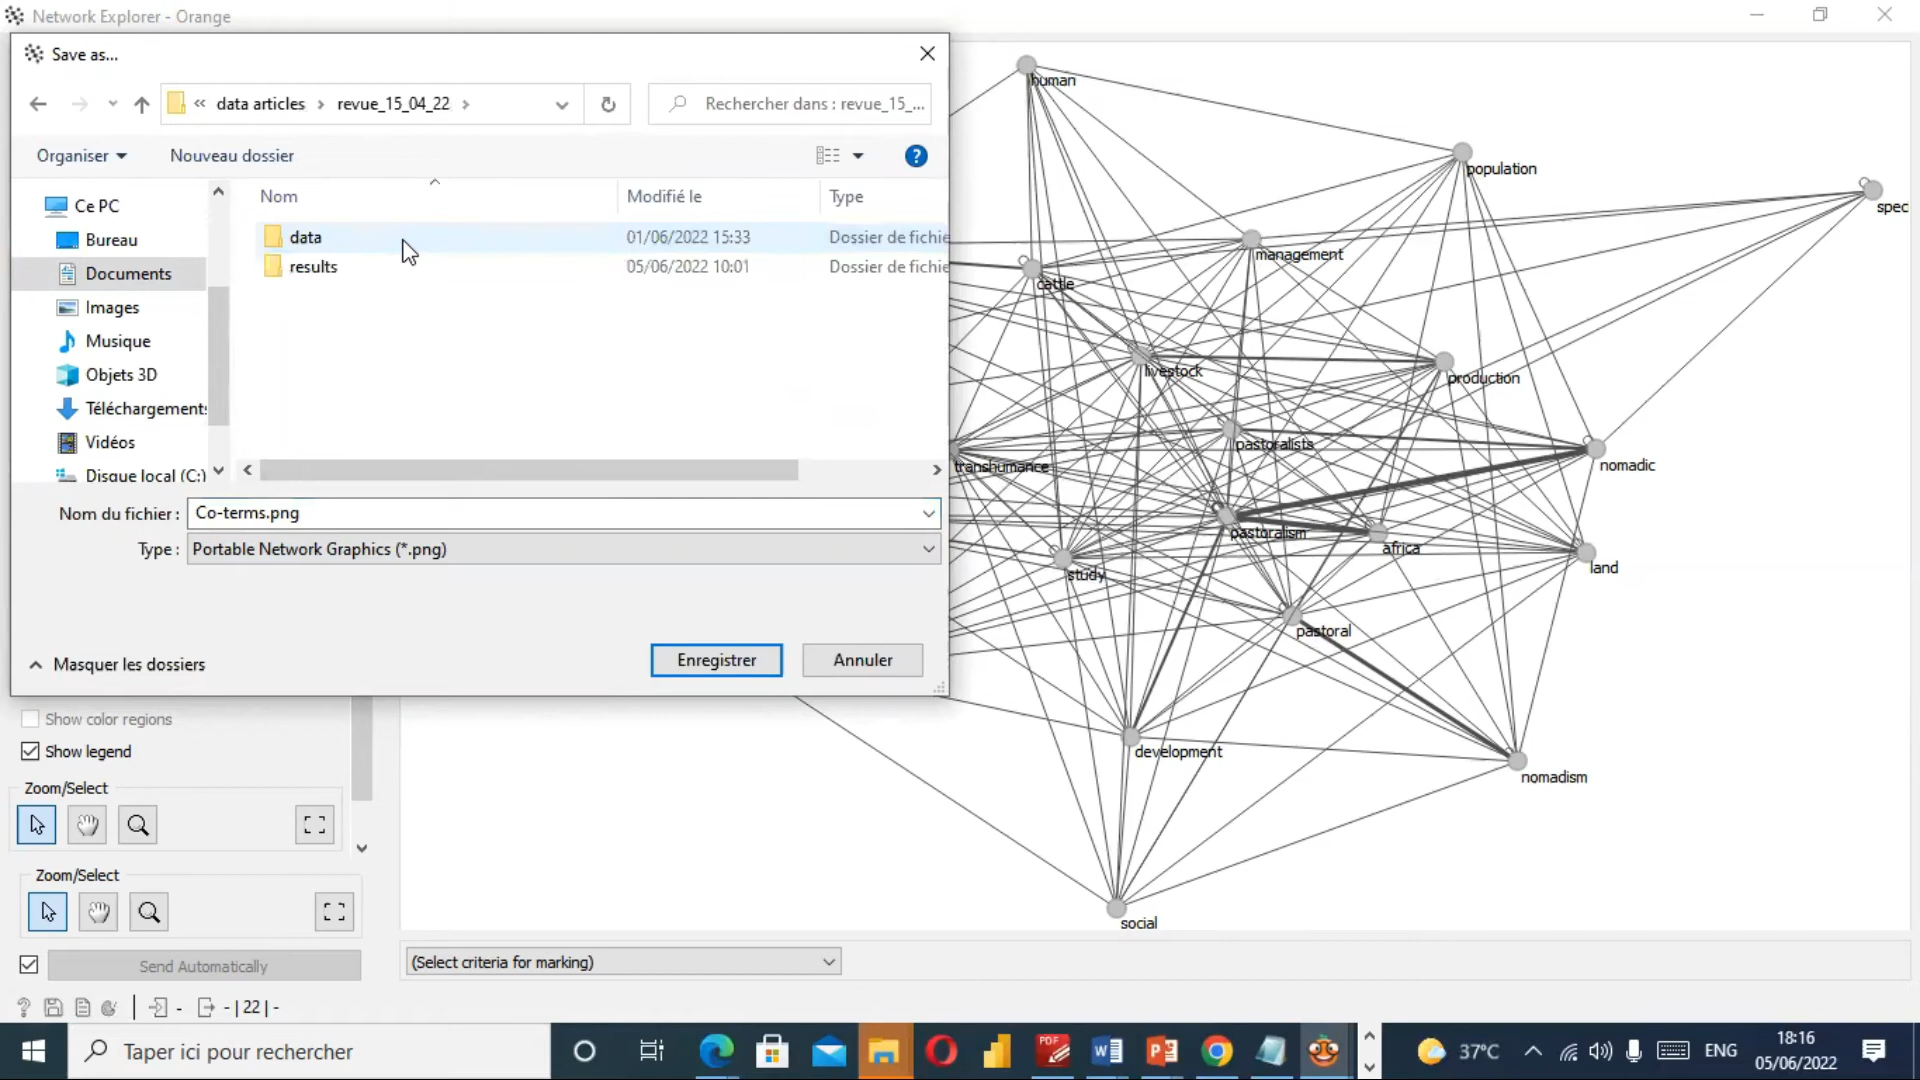 Network Explorer - Orange
Save as...
« data articles › revue_15_04_22 ›
Rechercher dans : revue_15_...
Organiser
Nouveau dossier
?
Nom
Modifié le
Type
Ce PC
Bureau
Documents
Images
Musique
Objets 3D
Téléchargements
Vidéos
Disque local (C:)
data
01/06/2022 15:33
Dossier de fichie
results
05/06/2022 10:01
Dossier de fichie
Nom du fichier :
Co-terms.png
Type :
Portable Network Graphics (*.png)
Masquer les dossiers
Enregistrer
Annuler
human
population
spec
management
cattle
livestock
production
pastoralists
transhumance
nomadic
pastoralism
africa
study
land
pastoral
development
nomadism
social
Show color regions
Show legend
Zoom/Select
Zoom/Select
Send Automatically
(Select criteria for marking)
? - - | 22 | -
Taper ici pour rechercher
PDF
37°C
ENG
18:16
05/06/2022